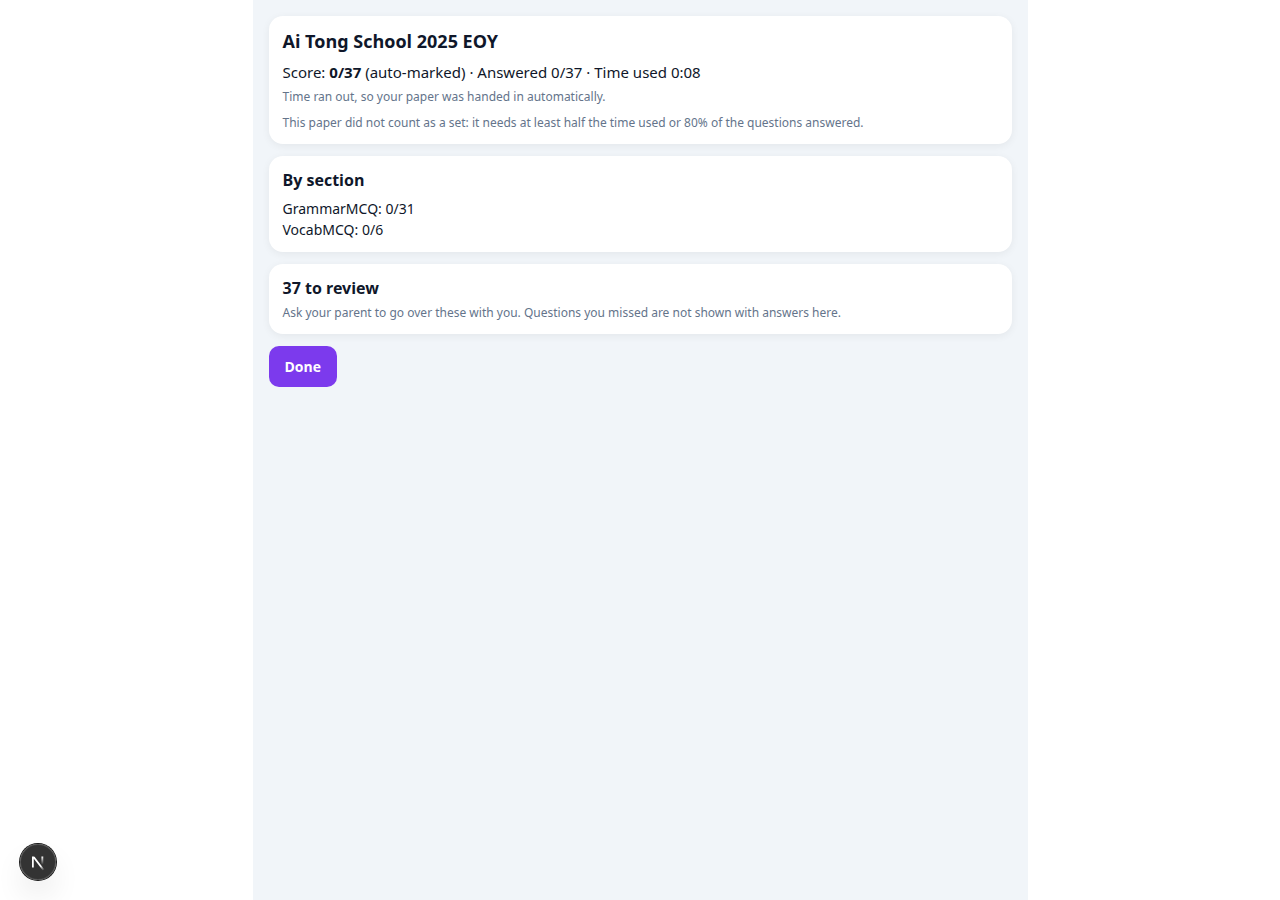 Ai Tong School 2025 EOY
Score: 0/37 (auto-marked) · Answered 0/37 · Time used 0:08
Time ran out, so your paper was handed in automatically.
This paper did not count as a set: it needs at least half the time used or 80% of the questions answered.
By section
GrammarMCQ: 0/31
VocabMCQ: 0/6
37 to review
Ask your parent to go over these with you. Questions you missed are not shown with answers here.
Done
N